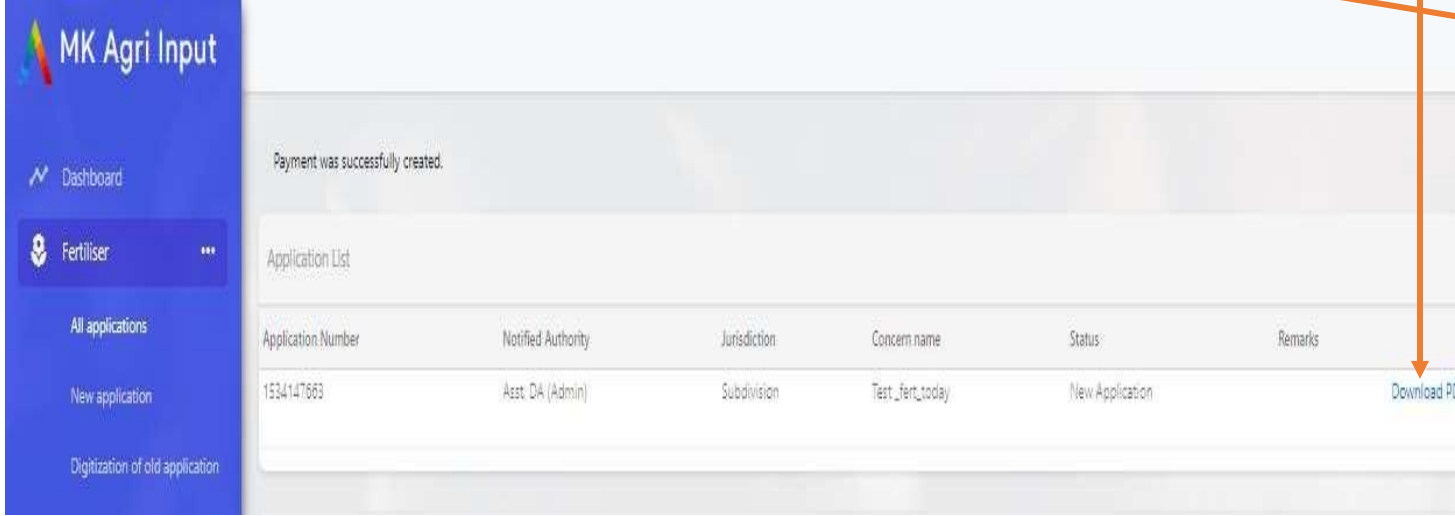 MK Agri Input
Dashboard
Fertiliser
All applications
New application
Digitization of old application
Payment was successfully created.
Application List
Application Number Notified Authority Jurisdiction Concern name Status Remarks
1534147663 Asst. DA (Admin) Subdivision Test_fert_today New Application Download